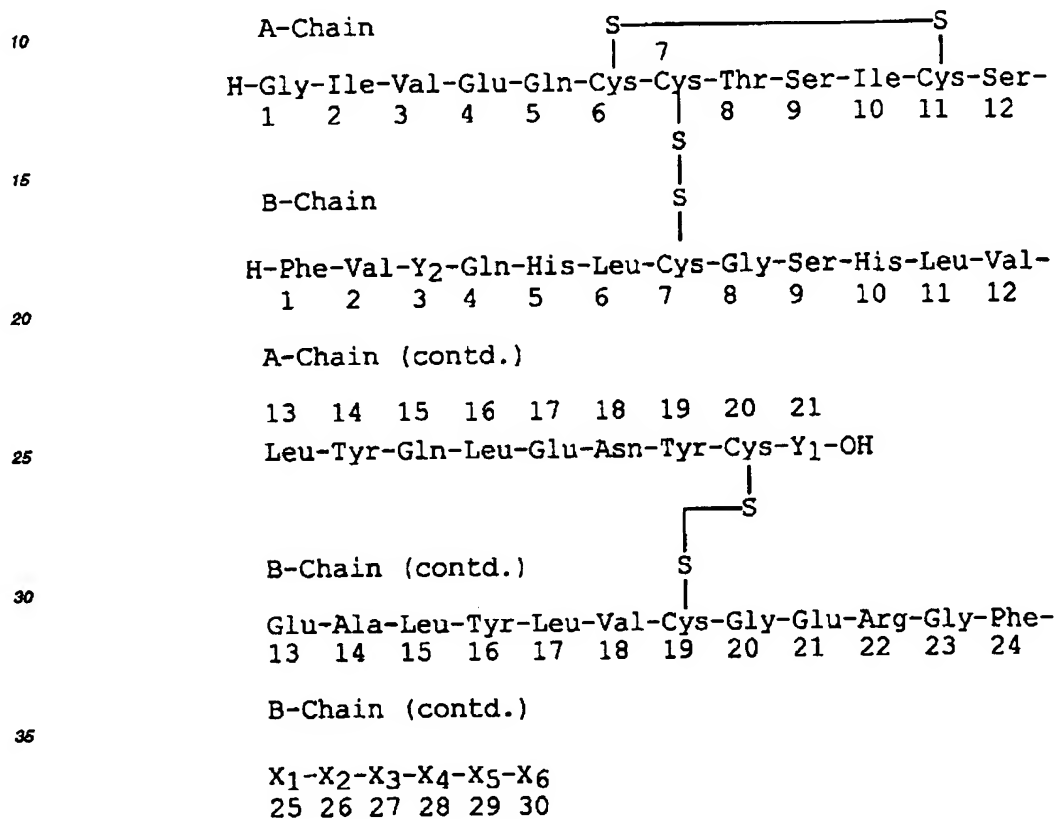 10 A-Chain S S
7
H-Gly-Ile-Val-Glu-Gln-Cys-Cys-Thr-Ser-Ile-Cys-Ser-
1 2 3 4 5 6 8 9 10 11 12
S
15 S
B-Chain
H-Phe-Val-Y2-Gln-His-Leu-Cys-Gly-Ser-His-Leu-Val-
1 2 3 4 5 6 7 8 9 10 11 12
20
A-Chain (contd.)
13 14 15 16 17 18 19 20 21
25 Leu-Tyr-Gln-Leu-Glu-Asn-Tyr-Cys-Y1-OH
S
B-Chain (contd.) S
30
Glu-Ala-Leu-Tyr-Leu-Val-Cys-Gly-Glu-Arg-Gly-Phe-
13 14 15 16 17 18 19 20 21 22 23 24
B-Chain (contd.)
35
X1-X2-X3-X4-X5-X6
25 26 27 28 29 30